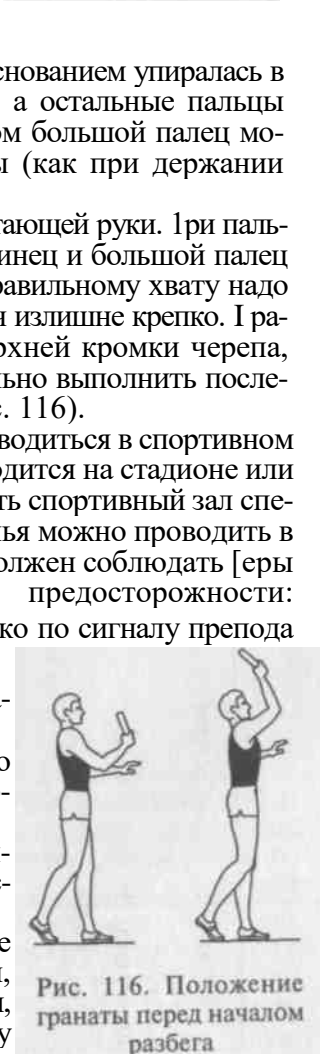 снованием упиралась в
а остальные пальцы
ом большой палец мо-
ы (как при держании
тающей руки. 1ри паль-
инец и большой палец
равильному хвату надо
н излишне крепко. I ра-
рхней кромки черепа,
льно выполнить после-
с. 116).
водиться в спортивном
одится на стадионе или
ть спортивный зал спе-
лья можно проводить в
олжен соблюдать [еры
предосторожности:
ко по сигналу препода
а-
о
-
и-
е-
е
и,
и,
у
Рис. 116. Положение
гранаты перед началом
разбега